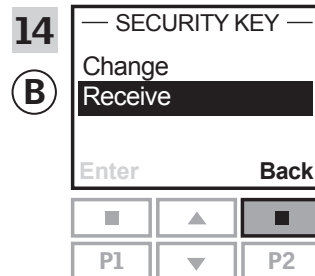 14
B
— SECURITY KEY —
Change
Receive
Enter Back
P1 P2